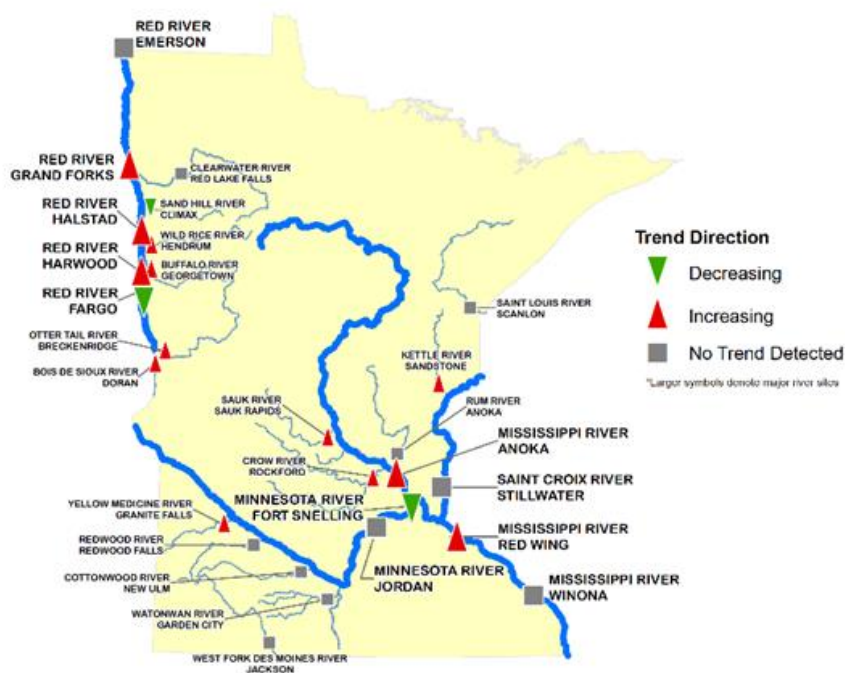 RED RIVER
EMERSON
RED RIVER
GRAND FORKS
CLEARWATER RIVER
RED LAKE FALLS
RED RIVER
HALSTAD
SAND HILL RIVER
CLIMAX
WILD RICE RIVER
HENDRUM
RED RIVER
HARWOOD
BUFFALO RIVER
GEORGETOWN
RED RIVER
FARGO
OTTER TAIL RIVER
BRECKENRIDGE
BOIS DE SIOUX RIVER
DORAN
Trend Direction
Decreasing
Increasing
No Trend Detected
*Larger symbols denote major river sites
SAINT LOUIS RIVER
SCANLON
KETTLE RIVER
SANDSTONE
RUM RIVER
ANOKA
SAUK RIVER
SAUK RAPIDS
MISSISSIPPI RIVER
ANOKA
CROW RIVER
ROCKFORD
SAINT CROIX RIVER
STILLWATER
MINNESOTA RIVER
FORT SNELLING
YELLOW MEDICINE RIVER
GRANITE FALLS
MISSISSIPPI RIVER
RED WING
REDWOOD RIVER
REDWOOD FALLS
MINNESOTA RIVER
JORDAN
COTTONWOOD RIVER
NEW ULM
MISSISSIPPI RIVER
WINONA
WATONWAN RIVER
GARDEN CITY
WEST FORK DES MOINES RIVER
JACKSON